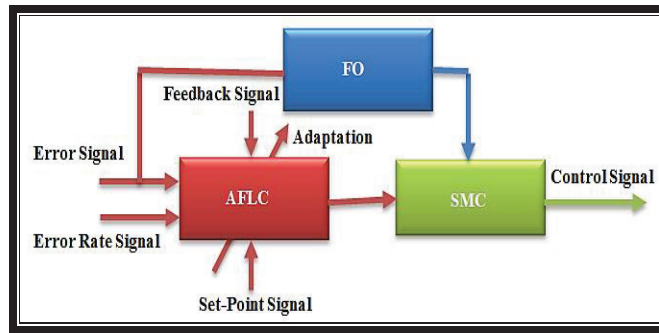 FO
Feedback Signal
Adaptation
Error Signal
AFLC
SMC
Control Signal
Error Rate Signal
Set-Point Signal